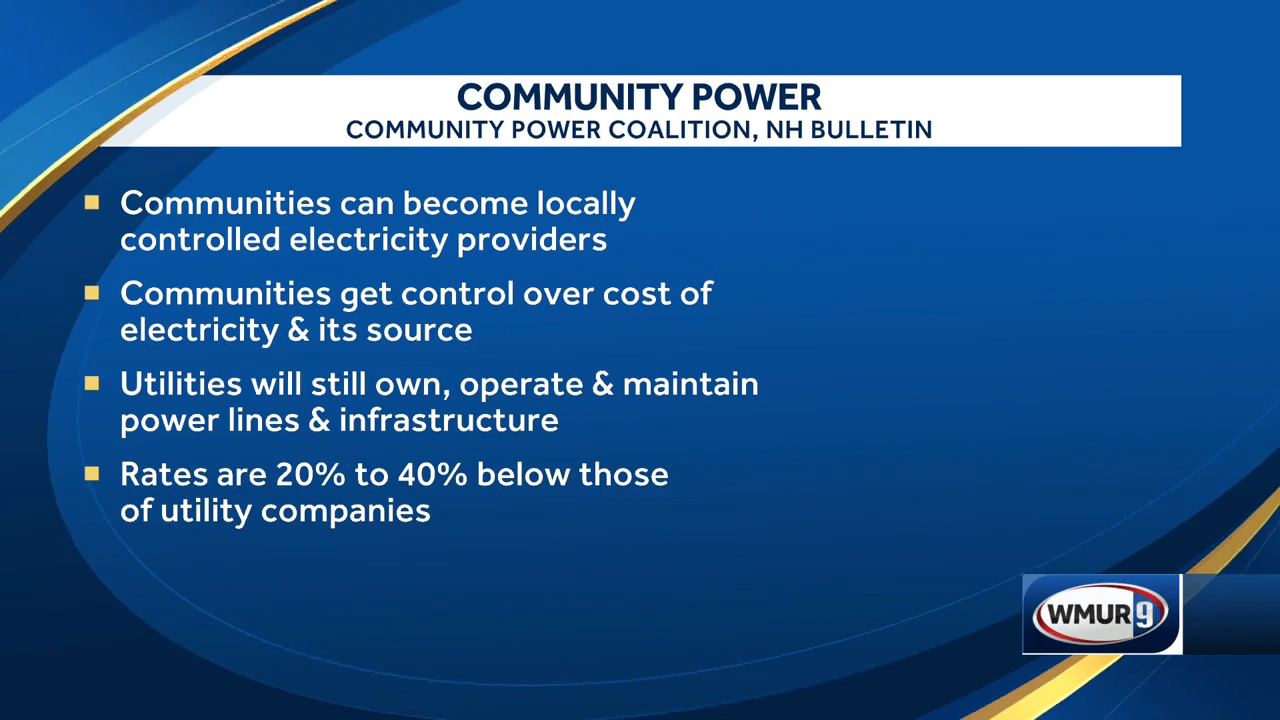 COMMUNITY POWER
COMMUNITY POWER COALITION, NH BULLETIN
Communities can become locally
controlled electricity providers
Communities get control over cost of
electricity & its source
Utilities will still own, operate & maintain
power lines & infrastructure
Rates are 20% to 40% below those
of utility companies
WMUR 9